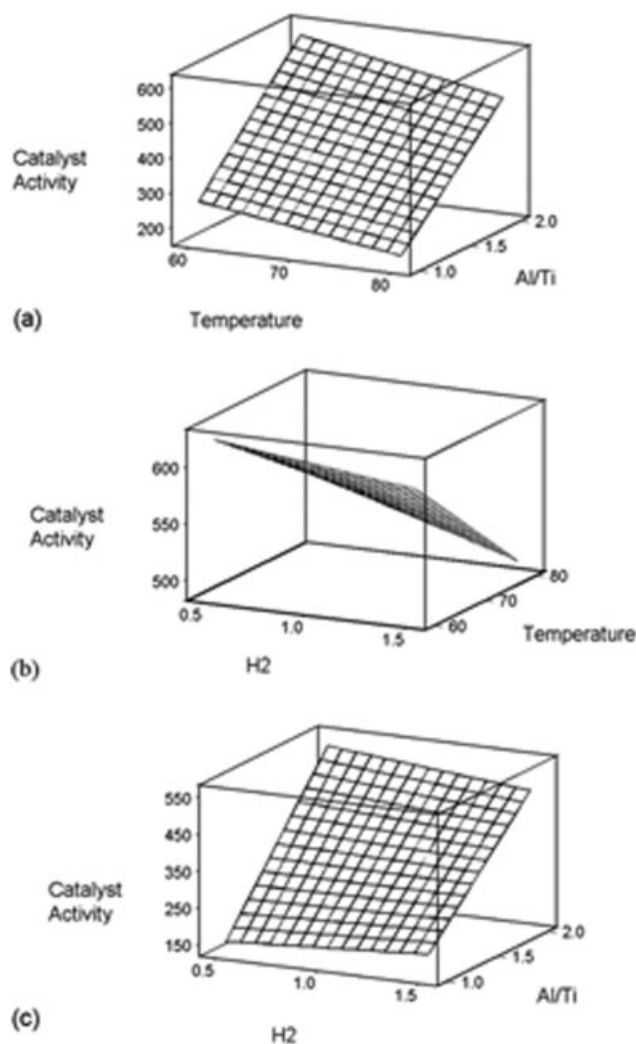 600
500
Catalyst
Activity
400
300
200
60
70
80
1.0
1.5
2.0
Al/Ti
(a)
Temperature
600
Catalyst
Activity
550
500
0.5
1.0
1.5
60
70
80
Temperature
(b)
H2
550
450
350
Catalyst
Activity
250
150
0.5
1.0
1.5
1.0
1.5
2.0
Al/Ti
(c)
H2